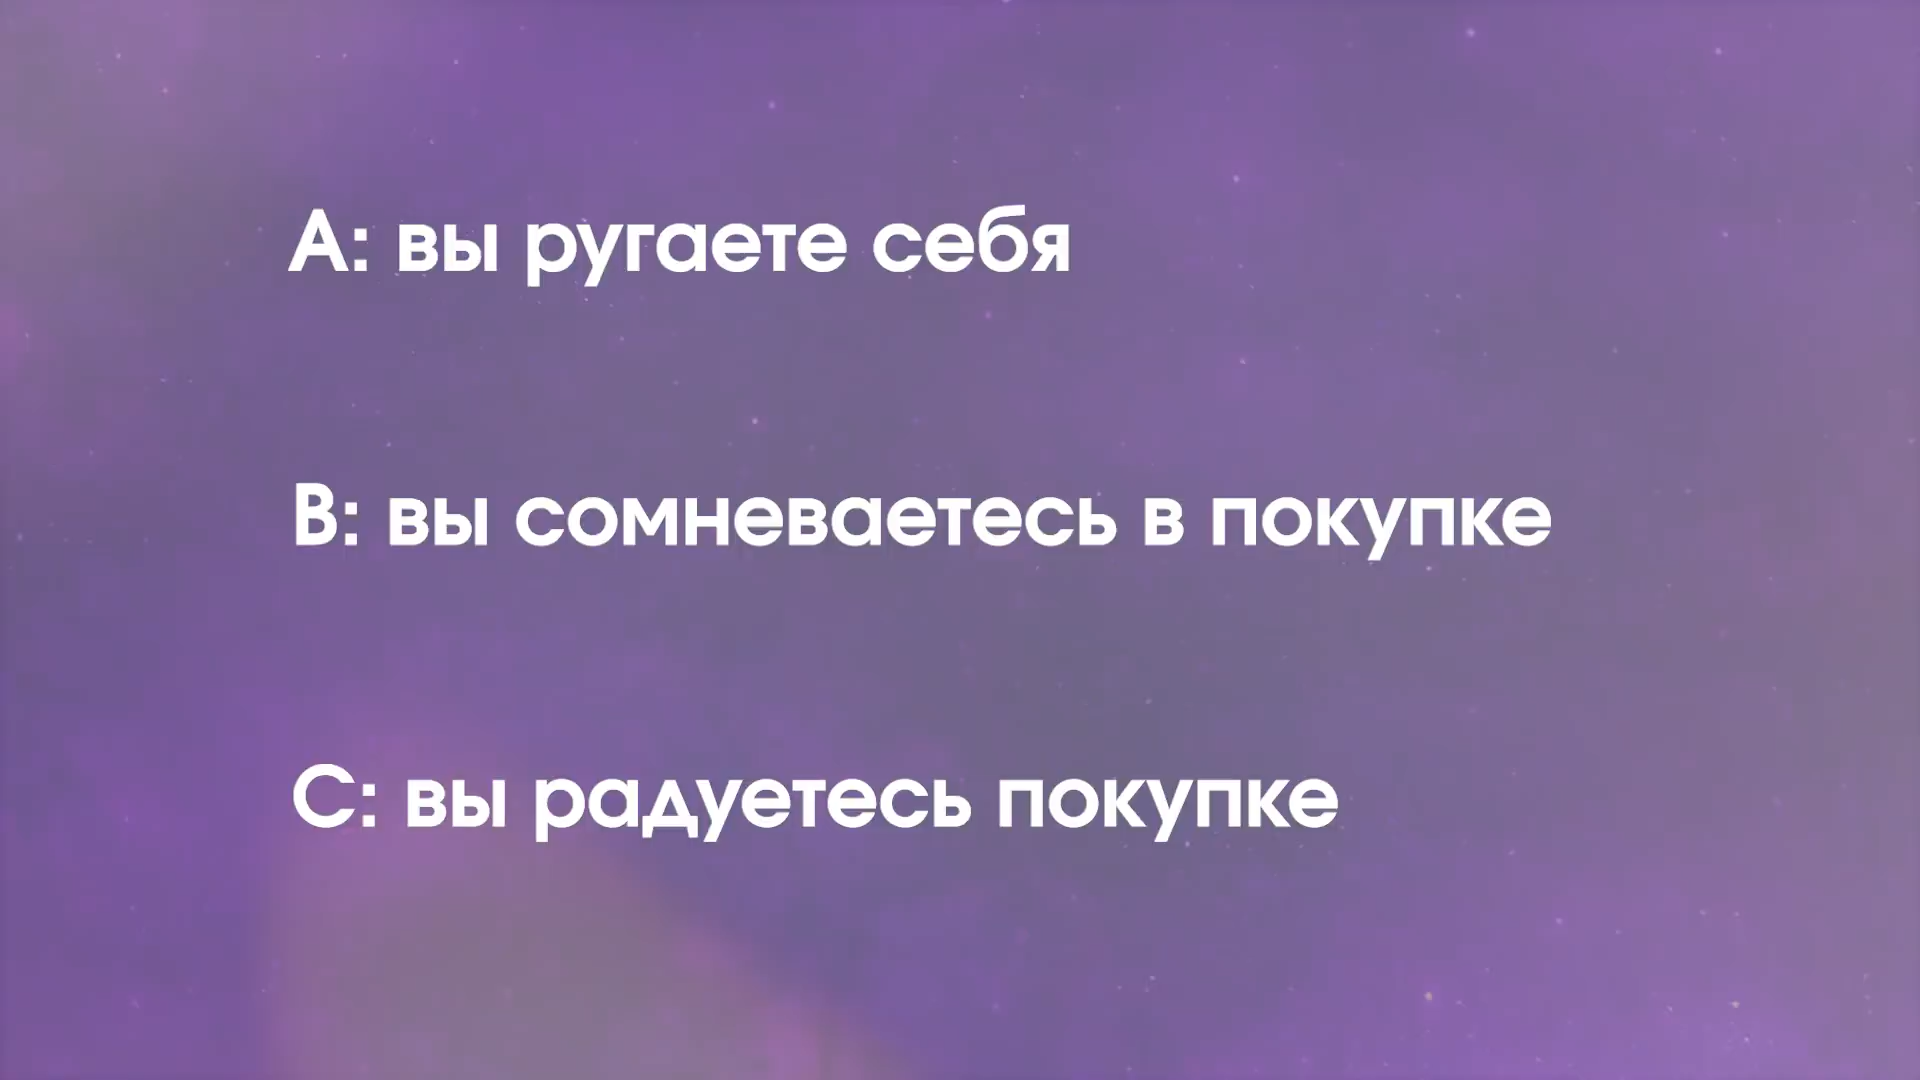 А: вы ругаете себя
В: вы сомневаетесь в покупке
С: вы радуетесь покупке